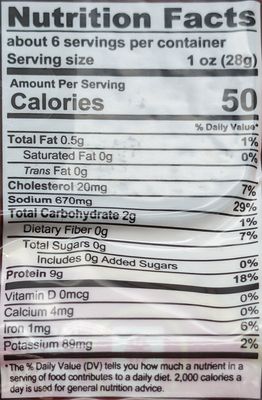 Nutrition Facts
about 6 servings per container
Serving size 1 oz (28g)
Amount Per Serving
Calories 50
% Daily Value*
Total Fat 0.5g 1%
Saturated Fat 0g 0%
Trans Fat 0g
Cholesterol 20mg 7%
Sodium 670mg 29%
Total Carbohydrate 2g 1%
Dietary Fiber 0g 7%
Total Sugars 0g
Includes 0g Added Sugars 0%
Protein 9g 18%
Vitamin D 0mcg 0%
Calcium 4mg 0%
Iron 1mg 6%
Potassium 89mg 2%
*The % Daily Value (DV) tells you how much a nutrient in a
serving of food contributes to a daily diet. 2,000 calories a
day is used for general nutrition advice.